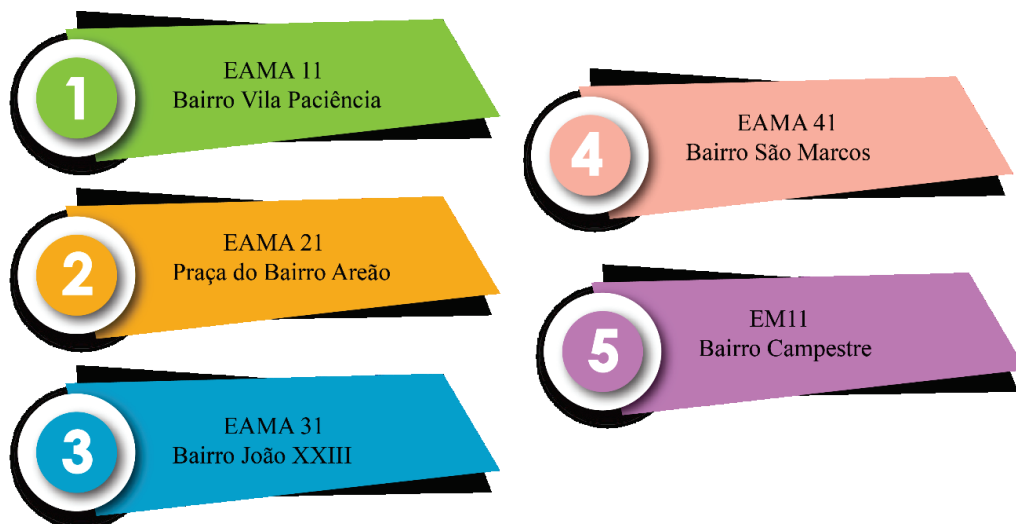 1
EAMA 11
Bairro Vila Paciência
2
EAMA 21
Praça do Bairro Areão
3
EAMA 31
Bairro João XXIII
4
EAMA 41
Bairro São Marcos
5
EM11
Bairro Campestre